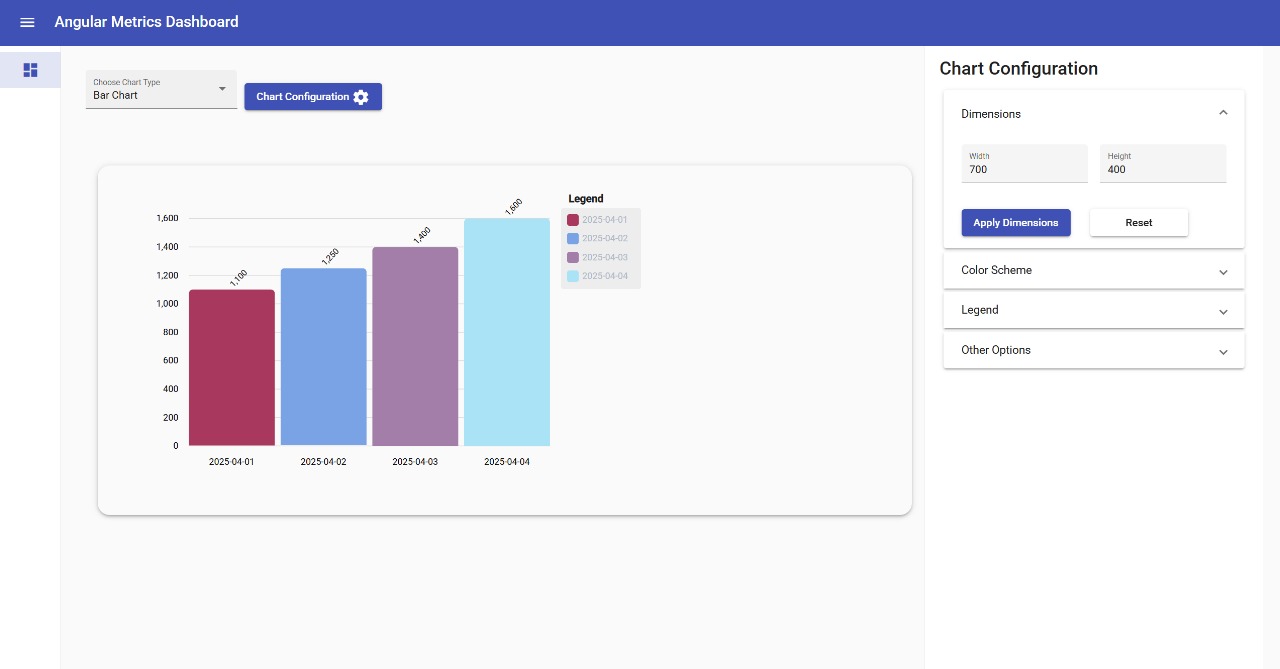 Angular Metrics Dashboard
Choose Chart Type
Bar Chart
Chart Configuration
Legend
2025-04-01
2025-04-02
2025-04-03
2025-04-04
1,600
1,400
1,200
1,000
800
600
400
200
0
1,100
1,250
1,400
1,600
2025-04-01
2025-04-02
2025-04-03
2025-04-04
Chart Configuration
Dimensions
Width
700
Height
400
Apply Dimensions
Reset
Color Scheme
Legend
Other Options